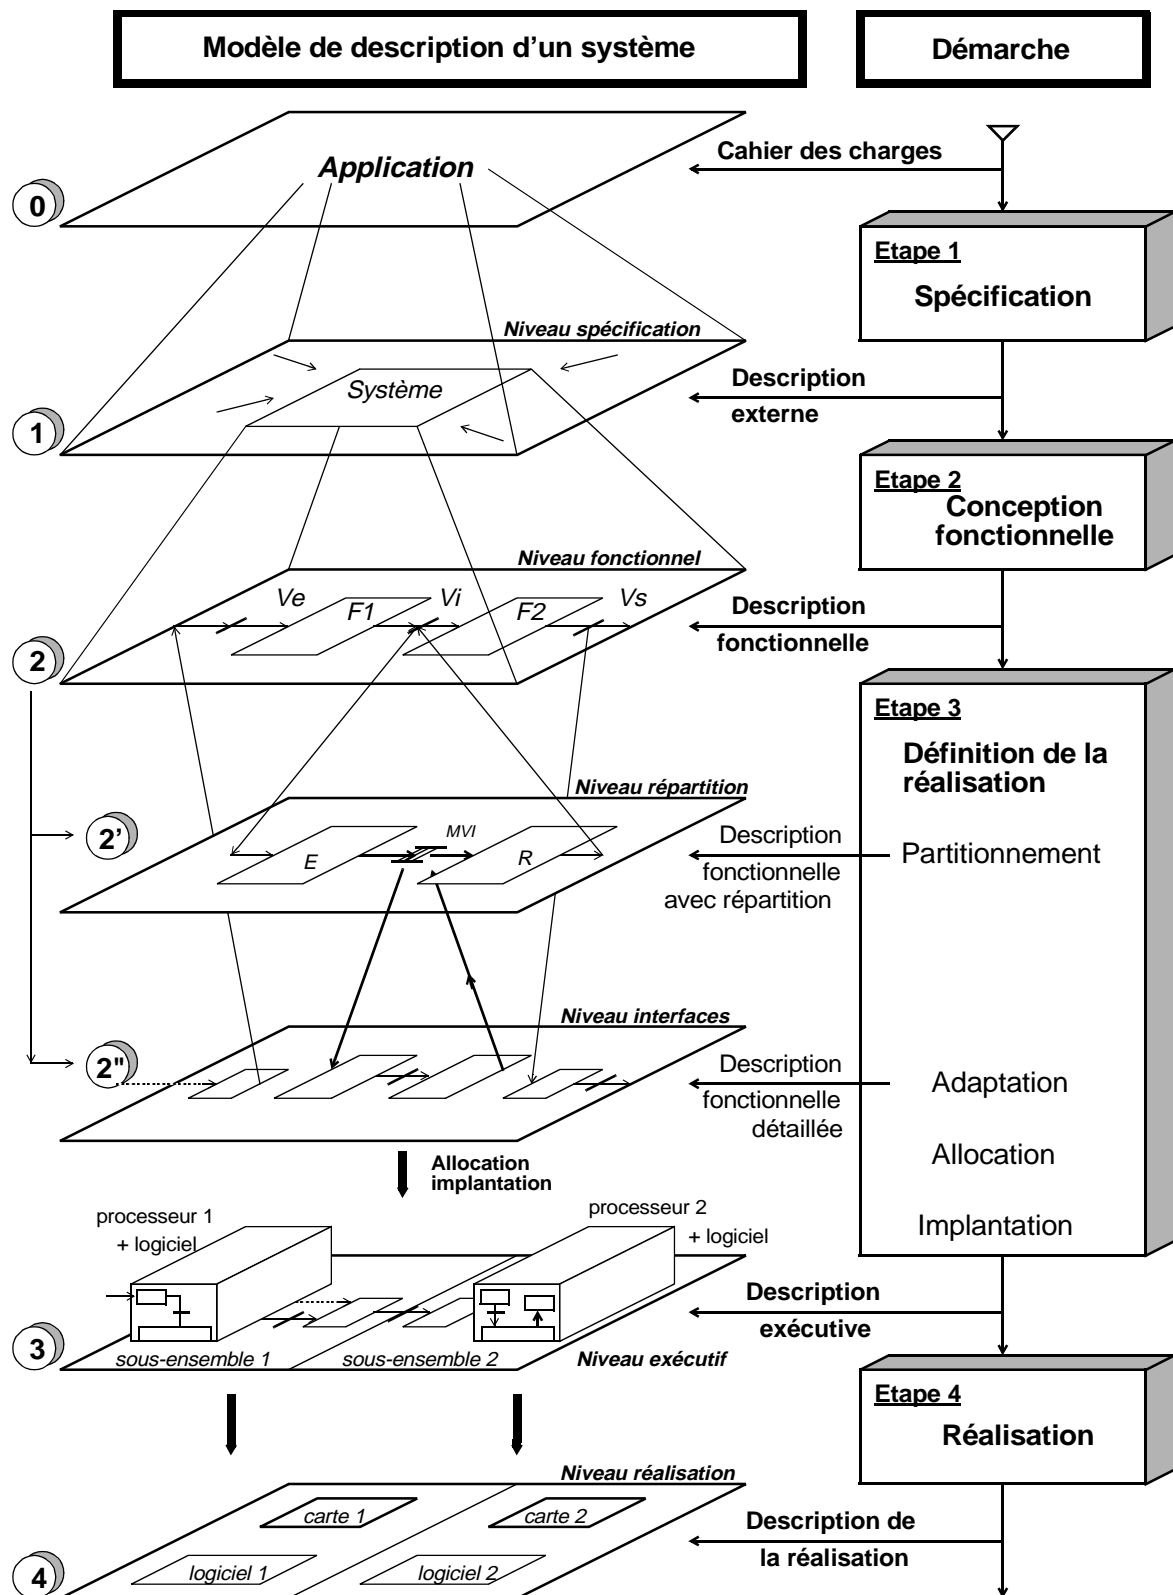 Modèle de description d'un système
Démarche
Application
Cahier des charges
0
Etape 1
Spécification
Niveau spécification
Système
Description
externe
1
Etape 2
Conception
fonctionnelle
Niveau fonctionnel
Ve
F1
Vi
F2
Vs
Description
fonctionnelle
2
Etape 3
Définition de la
réalisation
Niveau répartition
2'
E
MVI
R
Description
fonctionnelle
avec répartition
Partitionnement
Niveau interfaces
2"
Description
fonctionnelle
détaillée
Adaptation
Allocation
implantation
Allocation
Implantation
processeur 1
+ logiciel
processeur 2
+ logiciel
Description
exécutive
3
sous-ensemble 1
sous-ensemble 2
Niveau exécutif
Etape 4
Réalisation
Niveau réalisation
carte 1
carte 2
Description de
la réalisation
4
logiciel 1
logiciel 2